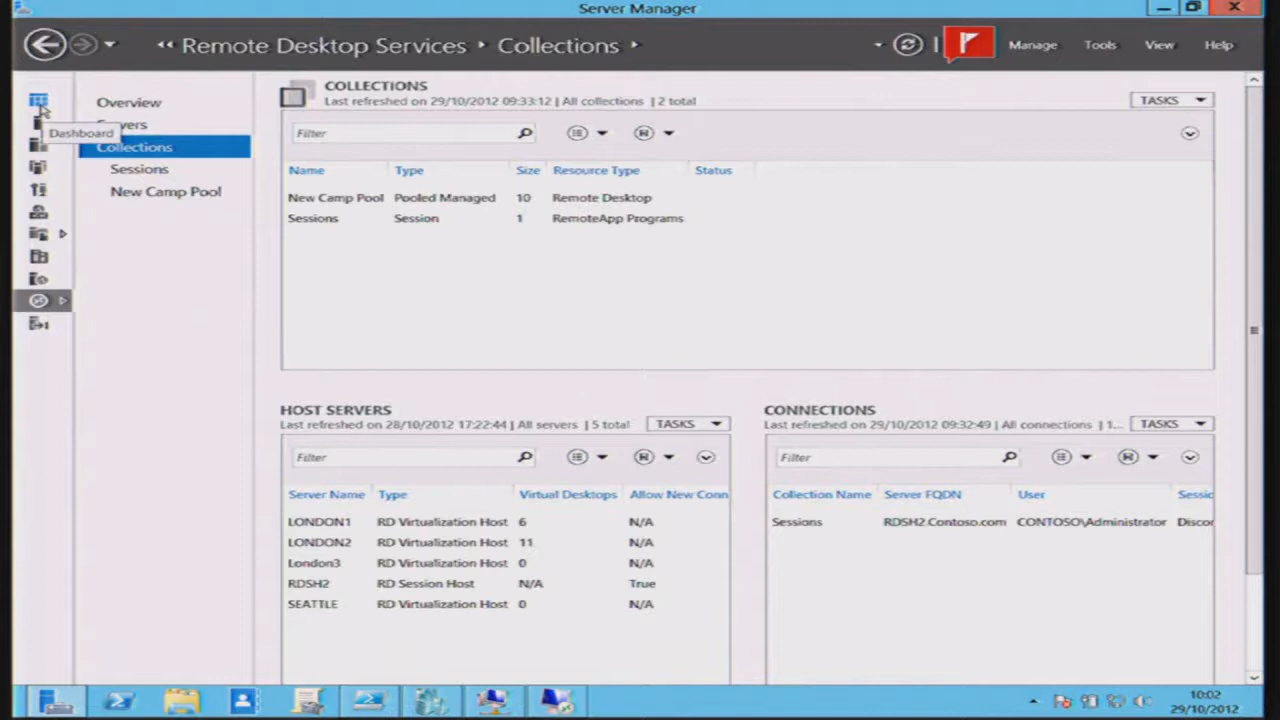 Server Manager
Remote Desktop Services Collections
Manage Tools View Help
Overview
Dashboard
Collections
Sessions
New Camp Pool
COLLECTIONS
Last refreshed on 29/10/2012 09:33:12 | All collections | 2 total
TASKS
Filter
Name Type Size Resource Type Status
New Camp Pool Pooled Managed 10 Remote Desktop
Sessions Session 1 RemoteApp Programs
HOST SERVERS
Last refreshed on 28/10/2012 17:22:44 | All servers | 5 total
TASKS
Filter
Server Name Type Virtual Desktops Allow New Conn
LONDON1 RD Virtualization Host 6 N/A
LONDON2 RD Virtualization Host 11 N/A
London3 RD Virtualization Host 0 N/A
RDSH2 RD Session Host N/A True
SEATTLE RD Virtualization Host 0 N/A
CONNECTIONS
Last refreshed on 29/10/2012 09:32:49 | All connections | 1...
TASKS
Filter
Collection Name Server FQDN User Sessic
Sessions RDSH2.Contoso.com CONTOSO\Administrator Discor
10:02
29/10/2012